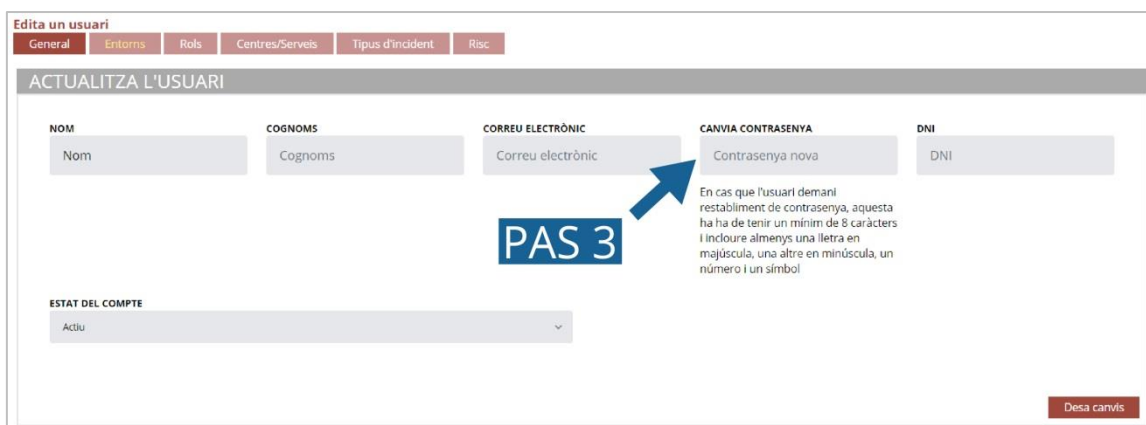 Edita un usuari
General Entorns Rols Centres/Serveis Tipus d'incident Risc
ACTUALITZA L'USUARI
NOM COGNOMS CORREU ELECTRÒNIC CANVIA CONTRASENYA DNI
Nom Cognoms Correu electrònic Contrasenya nova DNI
En cas que l'usuari demani
restabliment de contrasenya, aquesta
ha ha de tenir un mínim de 8 caràcters
i incloure almenys una lletra en
majúscula, una altre en minúscula, un
número i un símbol
PAS 3
ESTAT DEL COMPTE
Actiu
Desa canvis